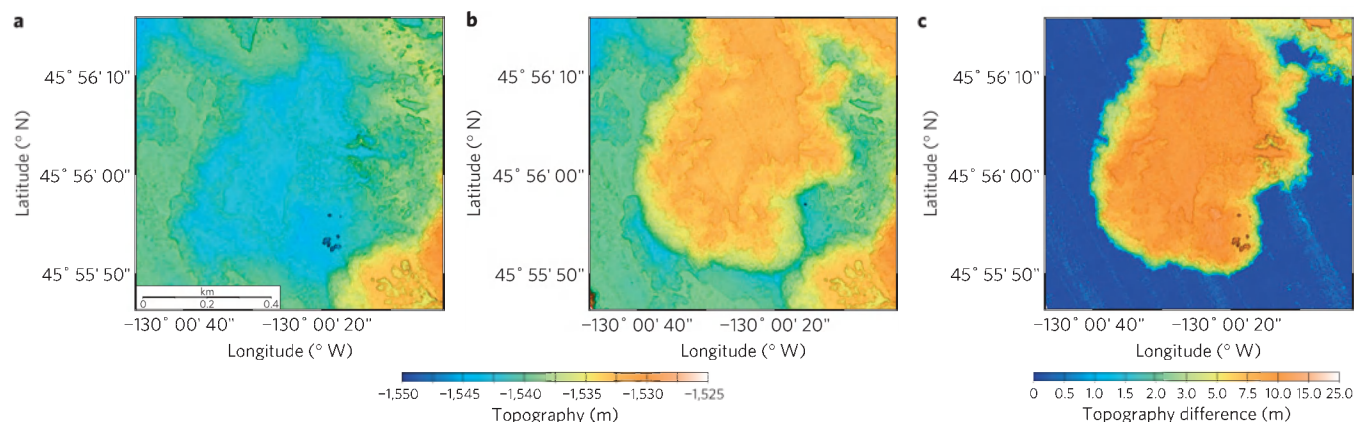 a
b
c
45° 56' 10"
45° 56' 00"
45° 55' 50"
Latitude (° N)
km
0 0.2 0.4
−130° 00' 40" −130° 00' 20"
Longitude (° W)
45° 56' 10"
45° 56' 00"
45° 55' 50"
Latitude (° N)
−130° 00' 40" −130° 00' 20"
Longitude (° W)
45° 56' 10"
45° 56' 00"
45° 55' 50"
Latitude (° N)
−130° 00' 40" −130° 00' 20"
Longitude (° W)
−1,550 −1,545 −1,540 −1,535 −1,530 −1,525
Topography (m)
0 0.5 1.0 1.5 2.0 3.0 5.0 7.5 10.0 15.0 25.0
Topography difference (m)